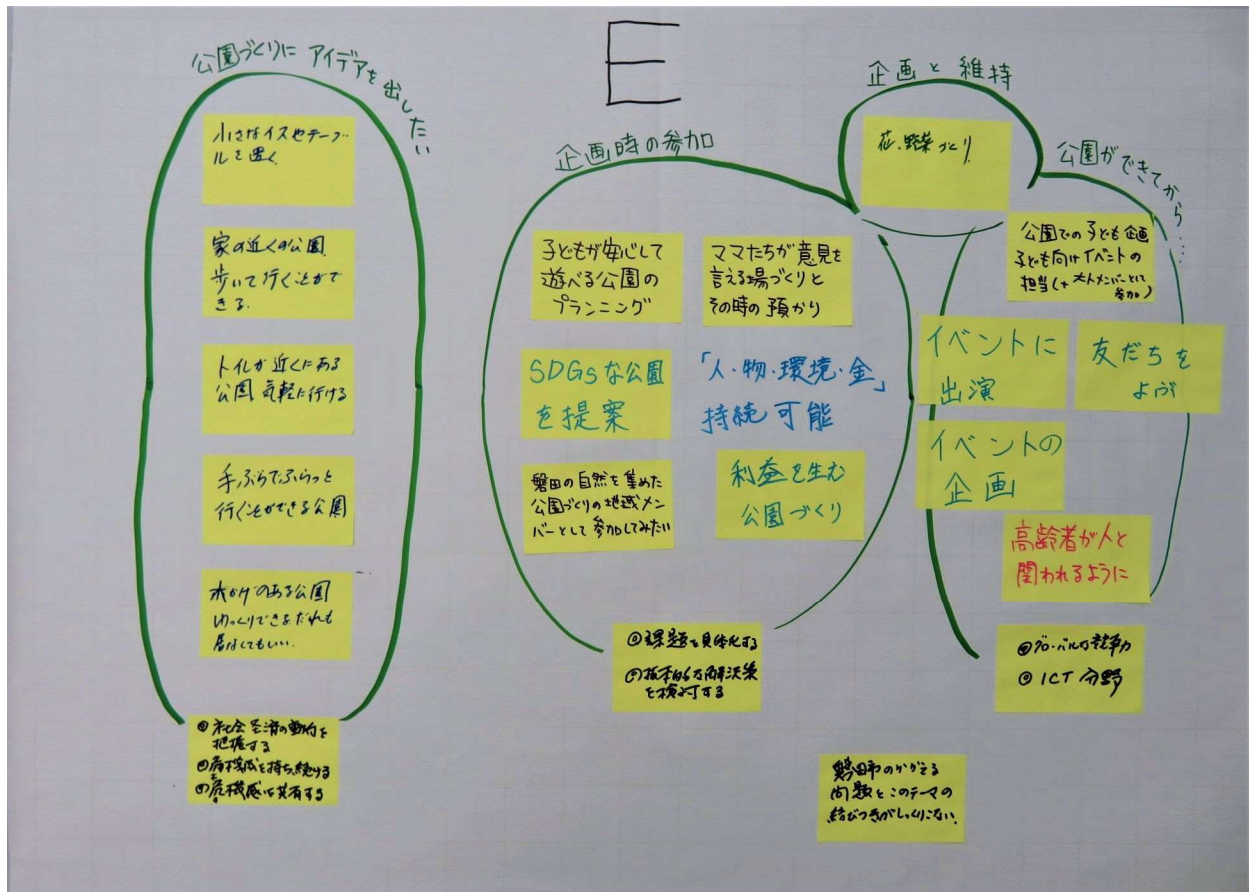 E
公園づくりに アイデアを出したい
小さなイスやテーブ
ルを置く
家の近くの公園.
歩いて行くことがで
きる.
トイレが近くにある
公園 気軽に行ける
手ぶらでふらっと
行くことができる公園
木かげのある公園
ゆっくりできる.だれも
居なくてもいい.
◎社会経済の動向を
把握する
◎危機感を持ち続ける
◎危機感を共有する
企画時の参加
子どもが安心して
遊べる公園の
プランニング
ママたちが意見を
言える場づくりと
その時の預かり
SDGsな公園
を提案
「人・物・環境・金」
持続可能
磐田の自然を集めた
公園づくりの地域メン
バーとして参加してみたい
利益を生む
公園づくり
◎課題を具体化する
◎抜本的な解決策
を検討する
企画と維持
花、野菜づくり
公園ができてから…
公園での子ども企画
子ども向けイベントの
担当(+大人メンバーとして
参加)
イベントに
出演
友だちを
よぶ
イベントの
企画
高齢者が人と
関われるように
◎グローバルな競争力
◎ICT分野
磐田市のかかえる
問題とこのテーマの
結びつきがしっくりこない.